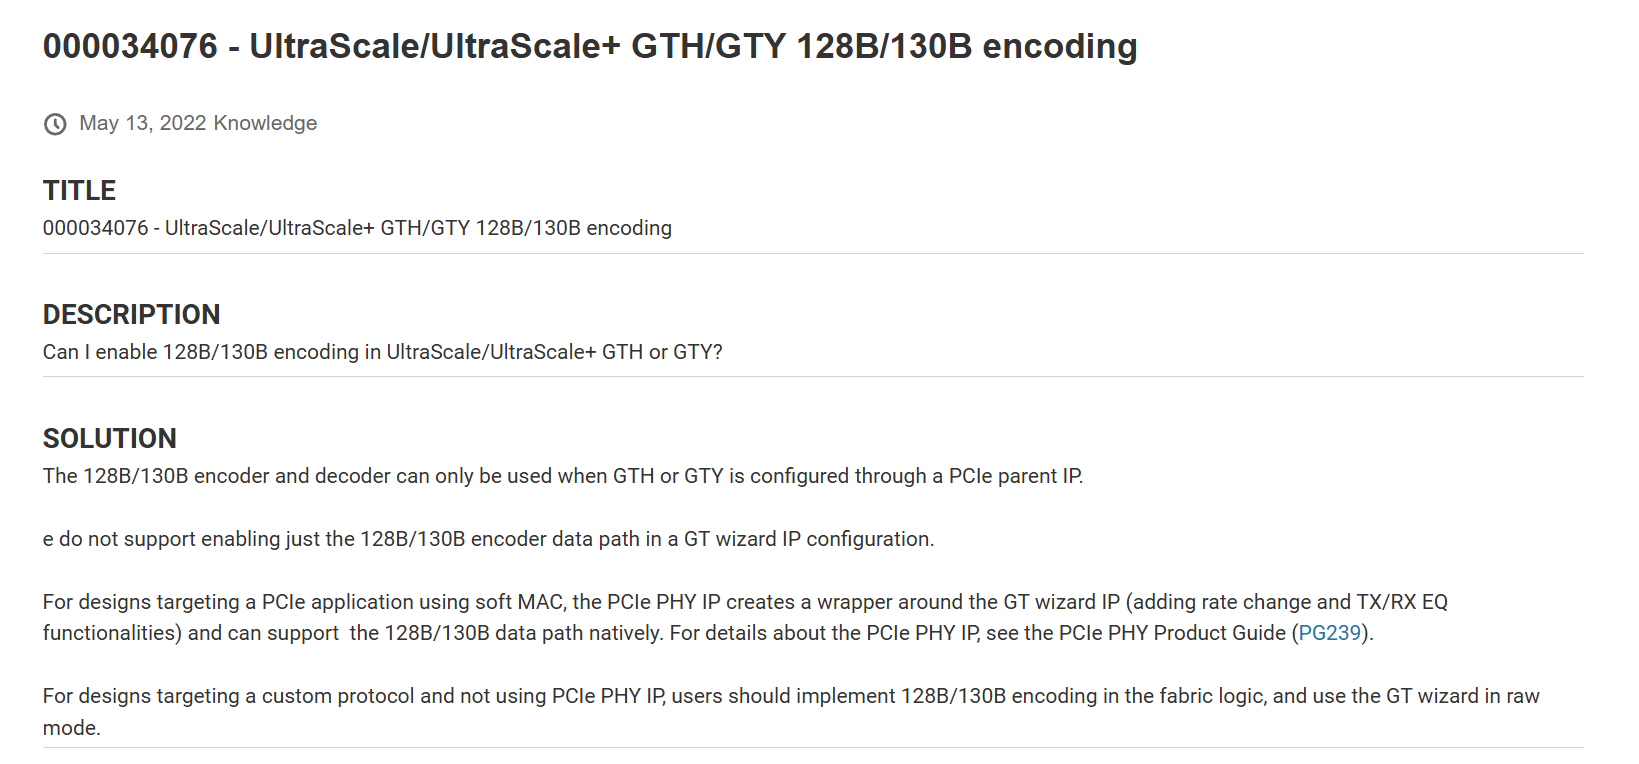 000034076 - UltraScale/UltraScale+ GTH/GTY 128B/130B encoding
May 13, 2022 Knowledge
TITLE
000034076 - UltraScale/UltraScale+ GTH/GTY 128B/130B encoding
DESCRIPTION
Can I enable 128B/130B encoding in UltraScale/UltraScale+ GTH or GTY?
SOLUTION
The 128B/130B encoder and decoder can only be used when GTH or GTY is configured through a PCIe parent IP.
e do not support enabling just the 128B/130B encoder data path in a GT wizard IP configuration.
For designs targeting a PCIe application using soft MAC, the PCIe PHY IP creates a wrapper around the GT wizard IP (adding rate change and TX/RX EQ
functionalities) and can support  the 128B/130B data path natively. For details about the PCIe PHY IP, see the PCIe PHY Product Guide (PG239).
For designs targeting a custom protocol and not using PCIe PHY IP, users should implement 128B/130B encoding in the fabric logic, and use the GT wizard in raw
mode.